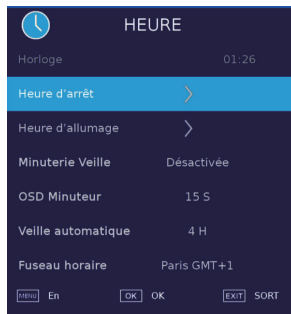 HEURE
Horloge 01:26
Heure d'arrêt
Heure d'allumage
Minuterie Veille Désactivée
OSD Minuteur 15 S
Veille automatique 4 H
Fuseau horaire Paris GMT+1
MENU En OK OK EXIT SORT